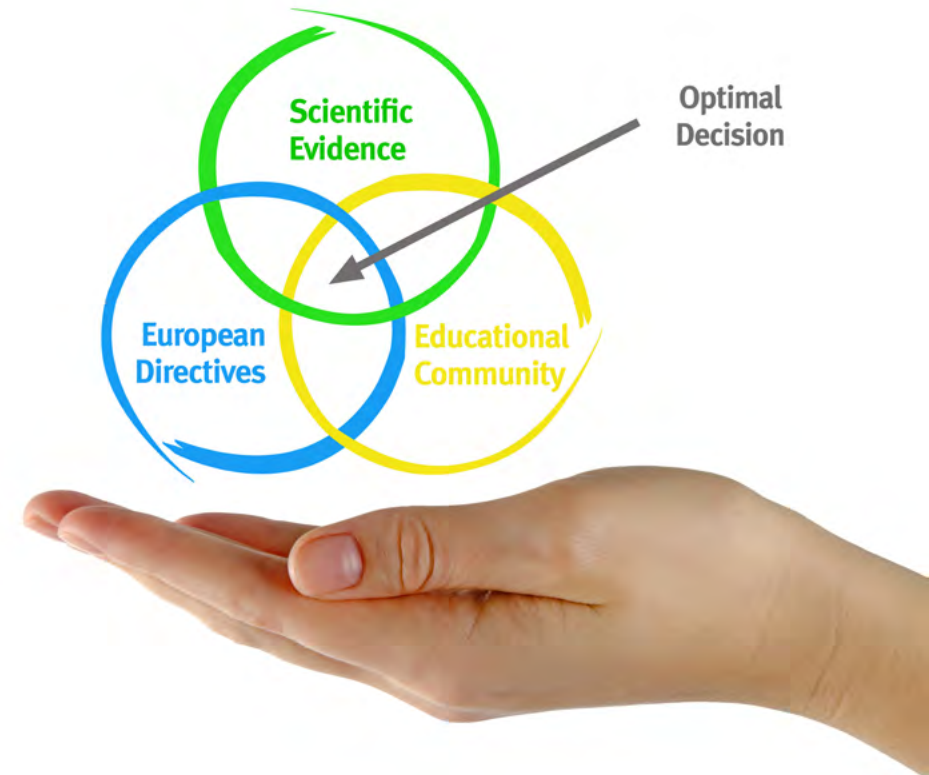 Scientific
Evidence
Optimal
Decision
European
Directives
Educational
Community